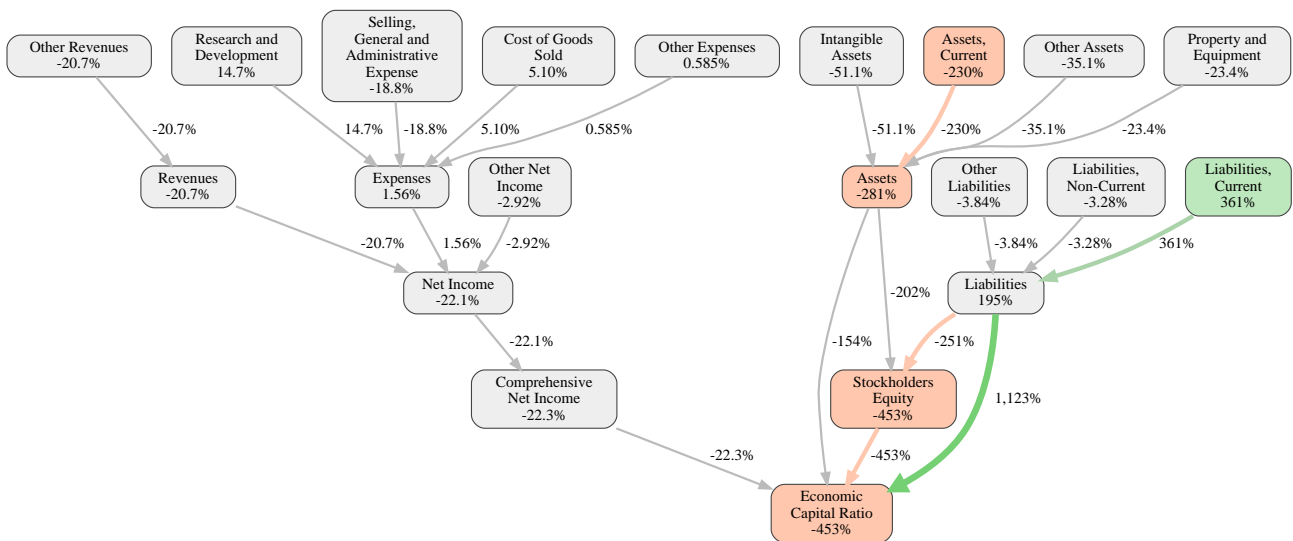 Other Revenues
-20.7%
Research and
Development
14.7%
Selling,
General and
Administrative
Expense
-18.8%
Cost of Goods
Sold
5.10%
Other Expenses
0.585%
Intangible
Assets
-51.1%
Assets,
Current
-230%
Other Assets
-35.1%
Property and
Equipment
-23.4%
-20.7%
14.7%
-18.8%
5.10%
0.585%
-51.1%
-230%
-35.1%
-23.4%
Revenues
-20.7%
Expenses
1.56%
Other Net
Income
-2.92%
Assets
-281%
Other
Liabilities
-3.84%
Liabilities,
Non-Current
-3.28%
Liabilities,
Current
361%
-20.7%
1.56%
-2.92%
-3.84%
-3.28%
361%
Net Income
-22.1%
Liabilities
195%
-202%
-22.1%
-154%
-251%
Comprehensive
Net Income
-22.3%
Stockholders
Equity
-453%
1,123%
-22.3%
-453%
Economic
Capital Ratio
-453%